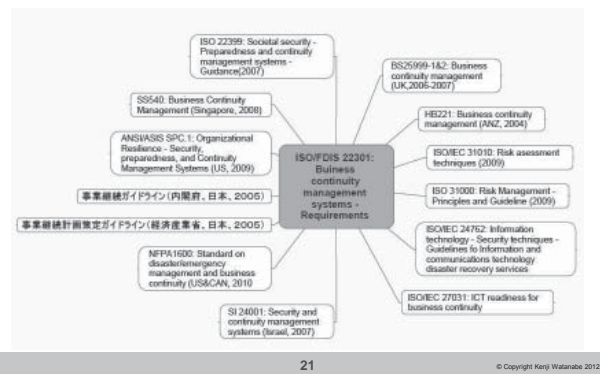 ISO 22399: Societal security -
Preparedness and continuity
management systems -
Guidance(2007)
SS540: Business Continuity
Management (Singapore, 2008)
ANSI/ASIS SPC.1: Organizational
Resilience - Security,
preparedness, and Continuity
Management Systems (US, 2009)
事業継続ガイドライン(内閣府、日本、2005)
事業継続計画策定ガイドライン(経済産業省、日本、2005)
NFPA1600: Standard on
disaster/emergency
management and business
continuity (US&CAN, 2010
SI 24001: Security and
continuity management
systems (Israel, 2007)
ISO/FDIS 22301:
Buiness
continuity
management
systems -
Requirements
BS25999-1&2: Business
continuity management
(UK,2006-2007)
HB221: Business continuity
management (ANZ, 2004)
ISO/IEC 31010: Risk asessment
techniques (2009)
ISO 31000: Risk Management -
Principles and Guideline (2009)
ISO/IEC 24762: Information
technology - Security techniques -
Guidelines fo Information and
communications technology
disaster recovery services
ISO/IEC 27031: ICT readiness for
business continuity
21
© Copyright Kenji Watanabe 2012